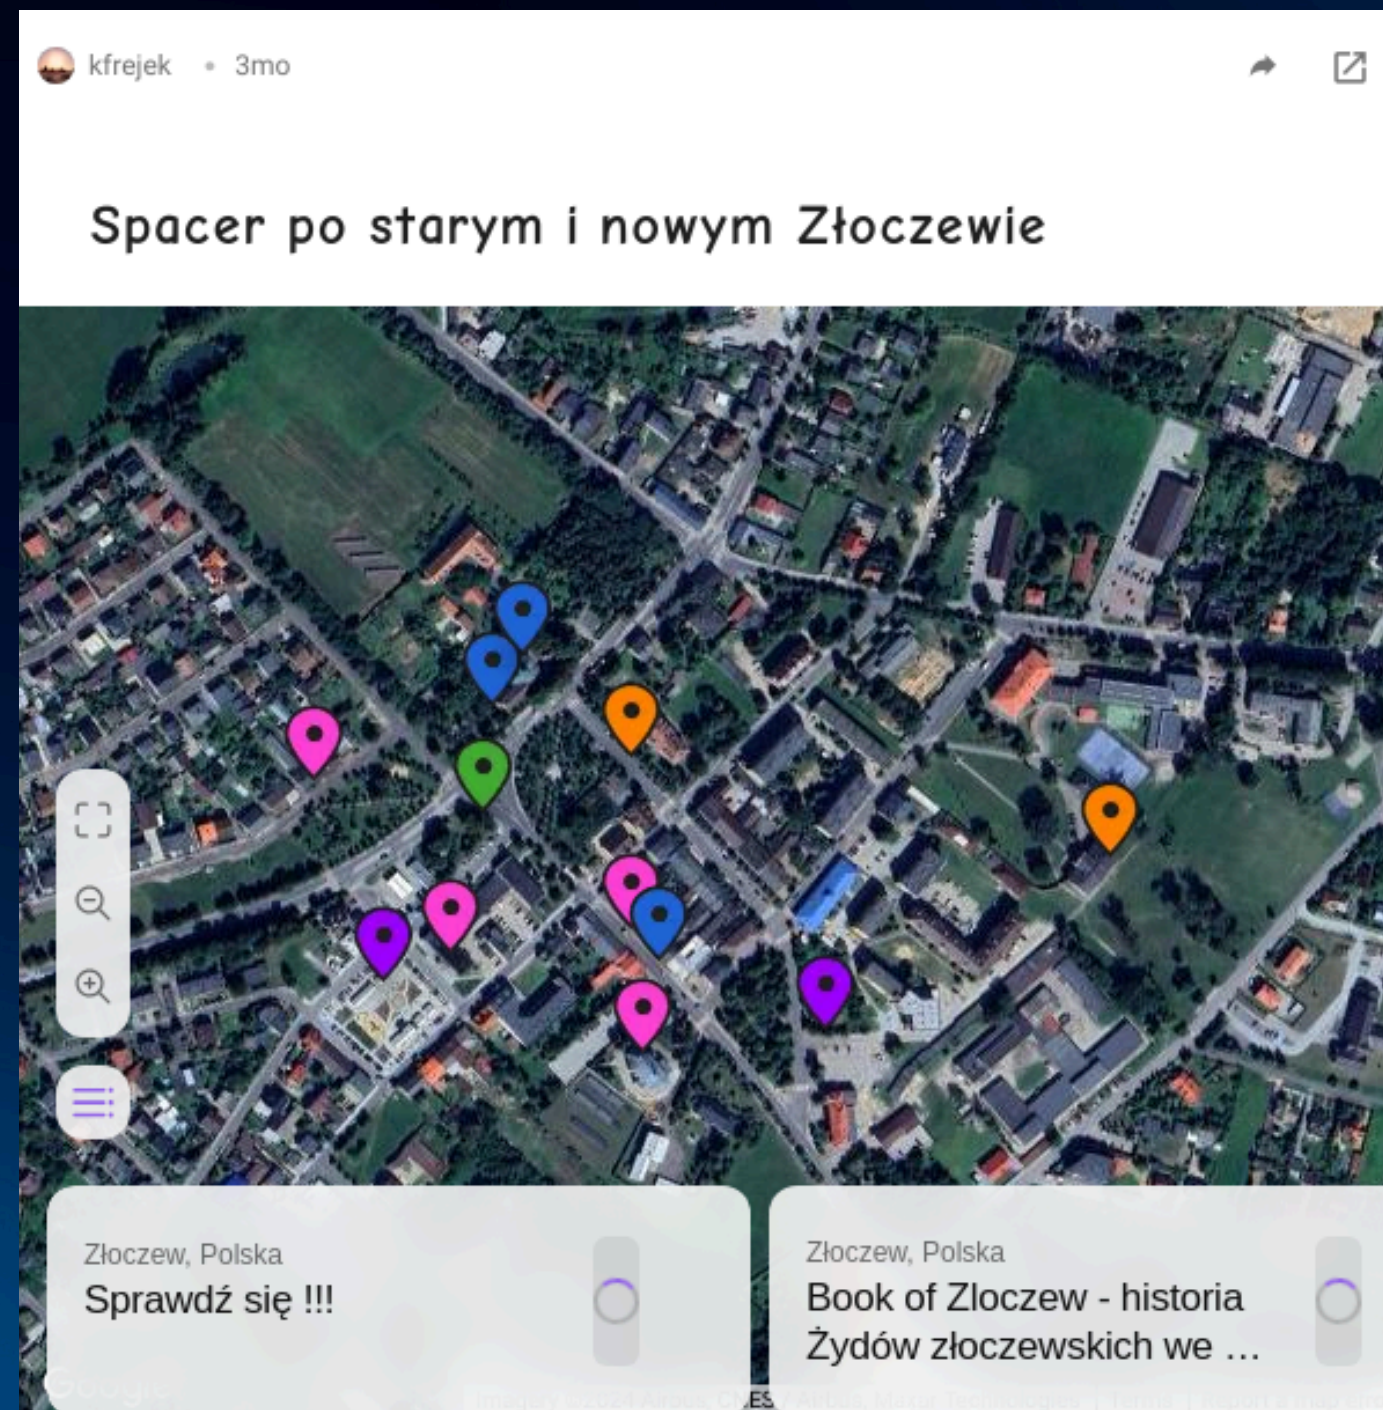 kfrejek • 3mo
Spacer po starym i nowym Złoczewie
Złoczew, Polska
Sprawdź się !!!
Złoczew, Polska
Book of Zloczew - historia
Żydów złoczewskich we …
Google